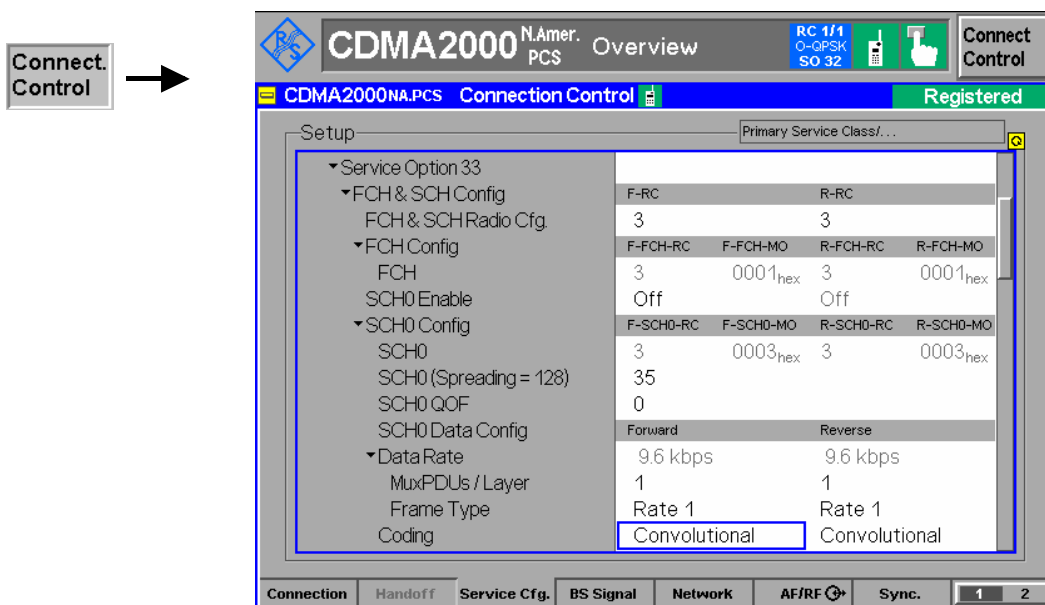 Connect.
Control
R S
CDMA2000 N.Amer. PCS Overview
RC 1/1
O-QPSK
SO 32
Connect
Control
CDMA2000NA.PCS Connection Control Registered
Setup Primary Service Class/...
Q
Service Option 33
FCH & SCH Config F-RC R-RC
FCH & SCH Radio Cfg. 3 3
FCH Config F-FCH-RC F-FCH-MO R-FCH-RC R-FCH-MO
FCH 3 0001hex 3 0001hex
SCH0 Enable Off Off
SCH0 Config F-SCH0-RC F-SCH0-MO R-SCH0-RC R-SCH0-MO
SCH0 3 0003hex 3 0003hex
SCH0 (Spreading = 128) 35
SCH0 QOF 0
SCH0 Data Config Forward Reverse
Data Rate 9.6 kbps 9.6 kbps
MuxPDUs / Layer 1 1
Frame Type Rate 1 Rate 1
Coding Convolutional Convolutional
Connection Handoff Service Cfg. BS Signal Network AF/RF Sync. 1 2